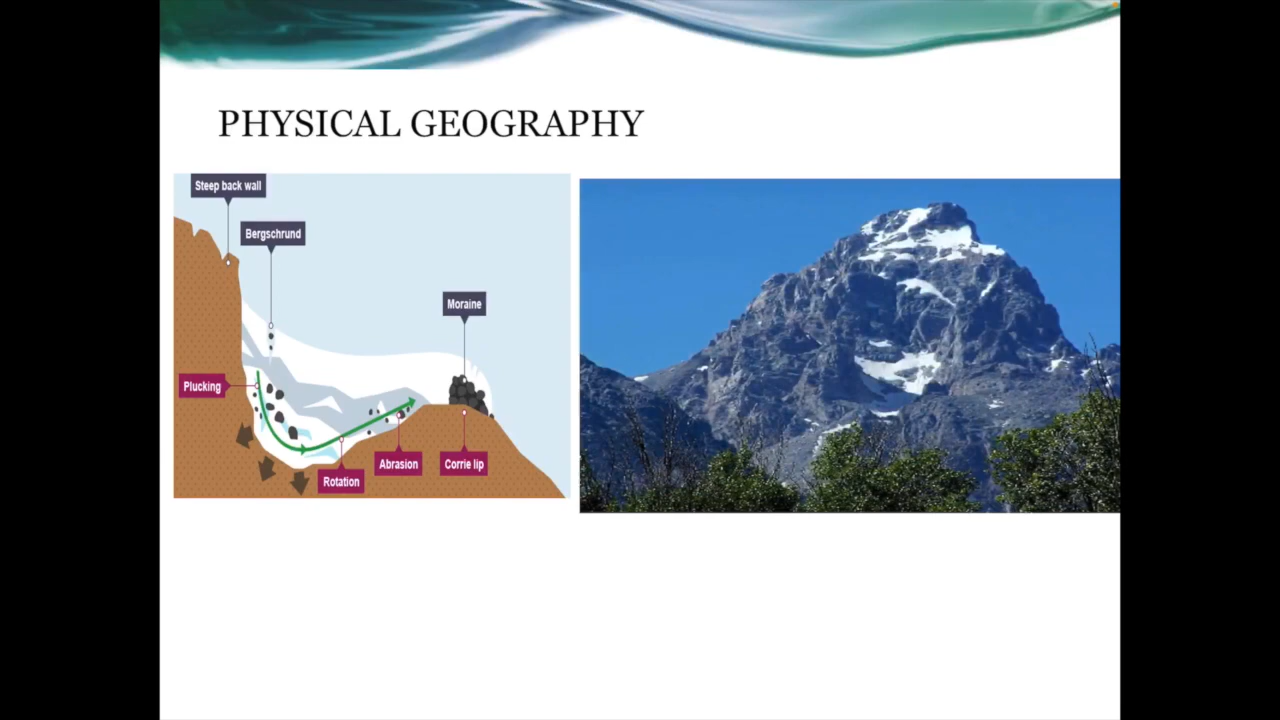 PHYSICAL GEOGRAPHY
Steep back wall
Bergschrund
Moraine
Plucking
Abrasion
Corrie lip
Rotation